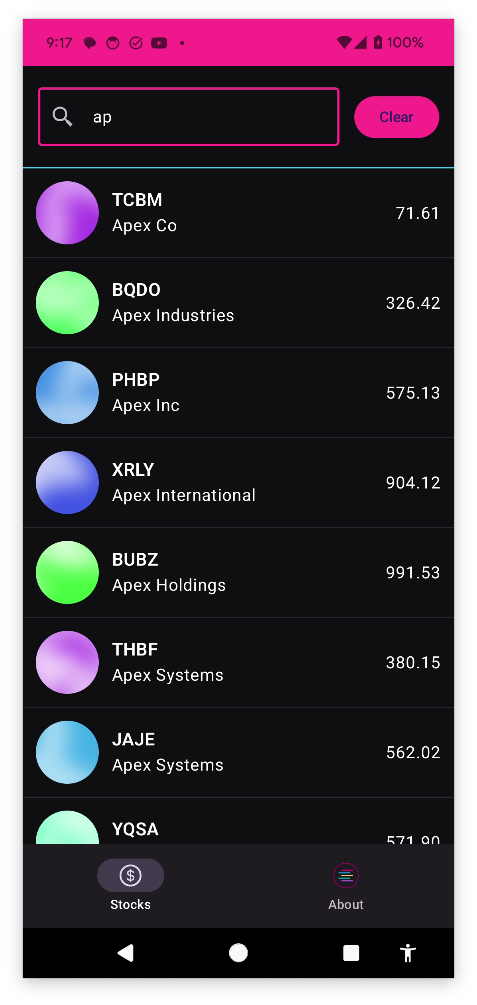 9:17
100%
ap
Clear
TCBM
Apex Co
71.61
BQDO
Apex Industries
326.42
PHBP
Apex Inc
575.13
XRLY
Apex International
904.12
BUBZ
Apex Holdings
991.53
THBF
Apex Systems
380.15
JAJE
Apex Systems
562.02
YQSA
571.90
Stocks
About